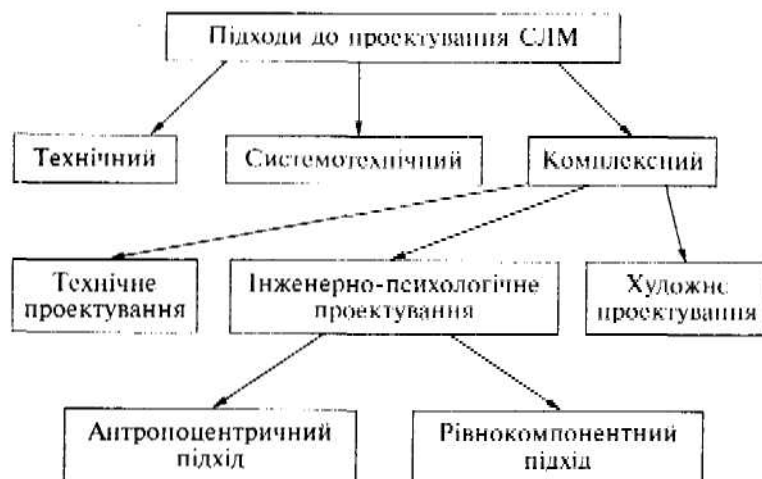 Підходи до проектування СЛМ
Технічний
Системотехнічний
Комплексний
Технічне
проектування
Інженерно-психологічне
проектування
Художнє
проектування
Антропоцентричний
підхід
Рівнокомпонентний
підхід